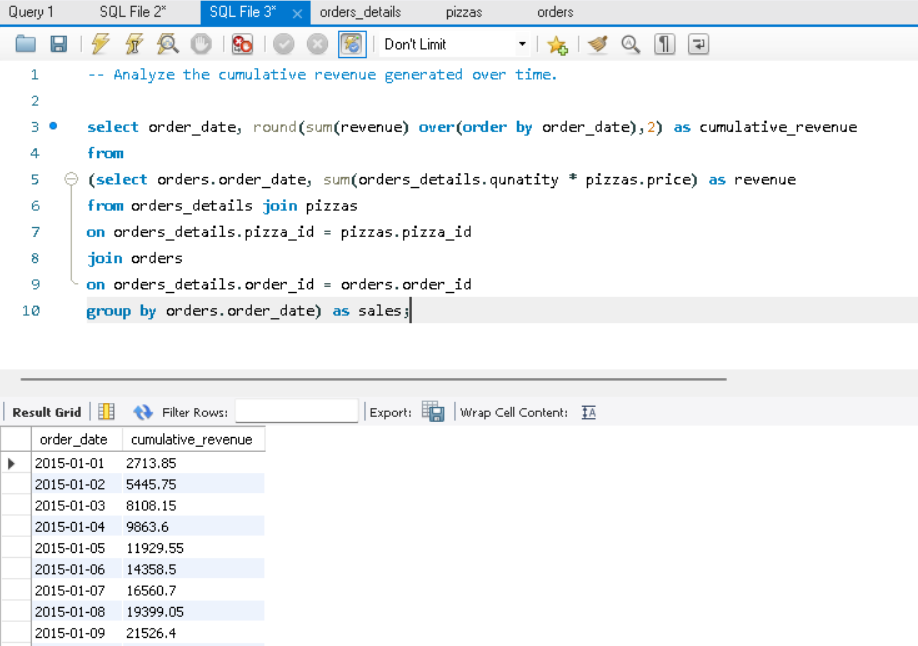 Query 1 SQL File 2* SQL File 3* × orders_details pizzas orders
Don't Limit
1 -- Analyze the cumulative revenue generated over time.
2
3 select order_date, round(sum(revenue) over(order by order_date),2) as cumulative_revenue
4 from
5 (select orders.order_date, sum(orders_details.qunatity * pizzas.price) as revenue
6 from orders_details join pizzas
7 on orders_details.pizza_id = pizzas.pizza_id
8 join orders
9 on orders_details.order_id = orders.order_id
10 group by orders.order_date) as sales;
Result Grid Filter Rows: Export: Wrap Cell Content:
order_date cumulative_revenue
2015-01-01 2713.85
2015-01-02 5445.75
2015-01-03 8108.15
2015-01-04 9863.6
2015-01-05 11929.55
2015-01-06 14358.5
2015-01-07 16560.7
2015-01-08 19399.05
2015-01-09 21526.4